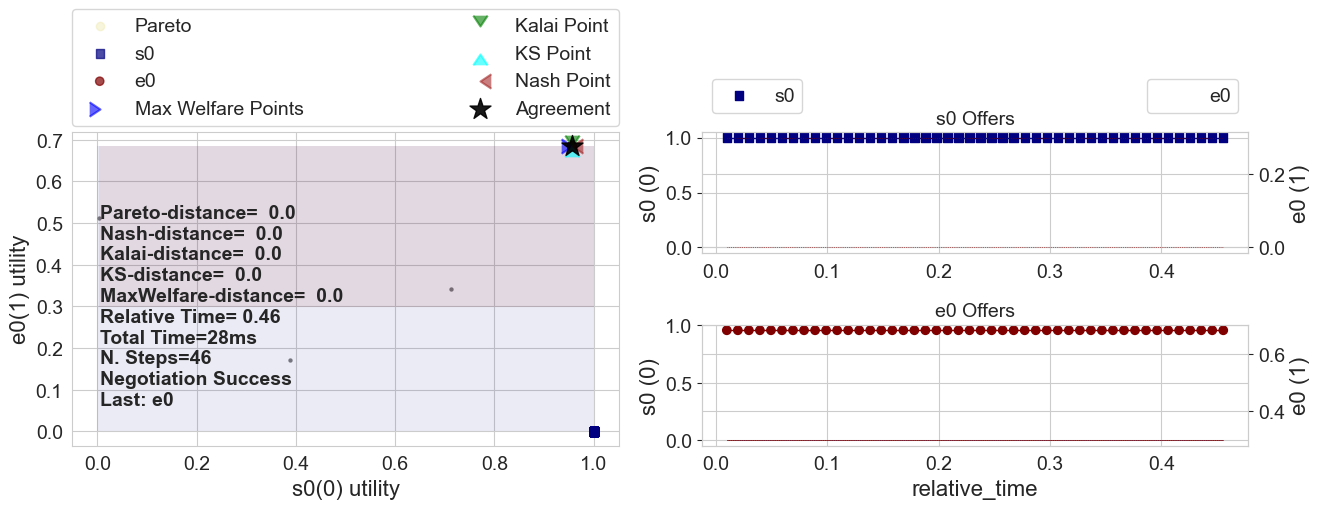 Pareto
s0
e0
Max Welfare Points
Kalai Point
KS Point
Nash Point
Agreement
0.7
0.6
0.5
0.4
0.3
0.2
0.1
0.0
e0(1) utility
Pareto-distance=  0.0
Nash-distance=  0.0
Kalai-distance=  0.0
KS-distance=  0.0
MaxWelfare-distance=  0.0
Relative Time= 0.46
Total Time=28ms
N. Steps=46
Negotiation Success
Last: e0
0.0 0.2 0.4 0.6 0.8 1.0
s0(0) utility
s0
e0
s0 Offers
1.0
0.5
0.0
s0 (0)
0.2
0.0
e0 (1)
0.0 0.1 0.2 0.3 0.4
e0 Offers
1.0
0.5
0.0
s0 (0)
0.6
0.4
e0 (1)
0.0 0.1 0.2 0.3 0.4
relative_time